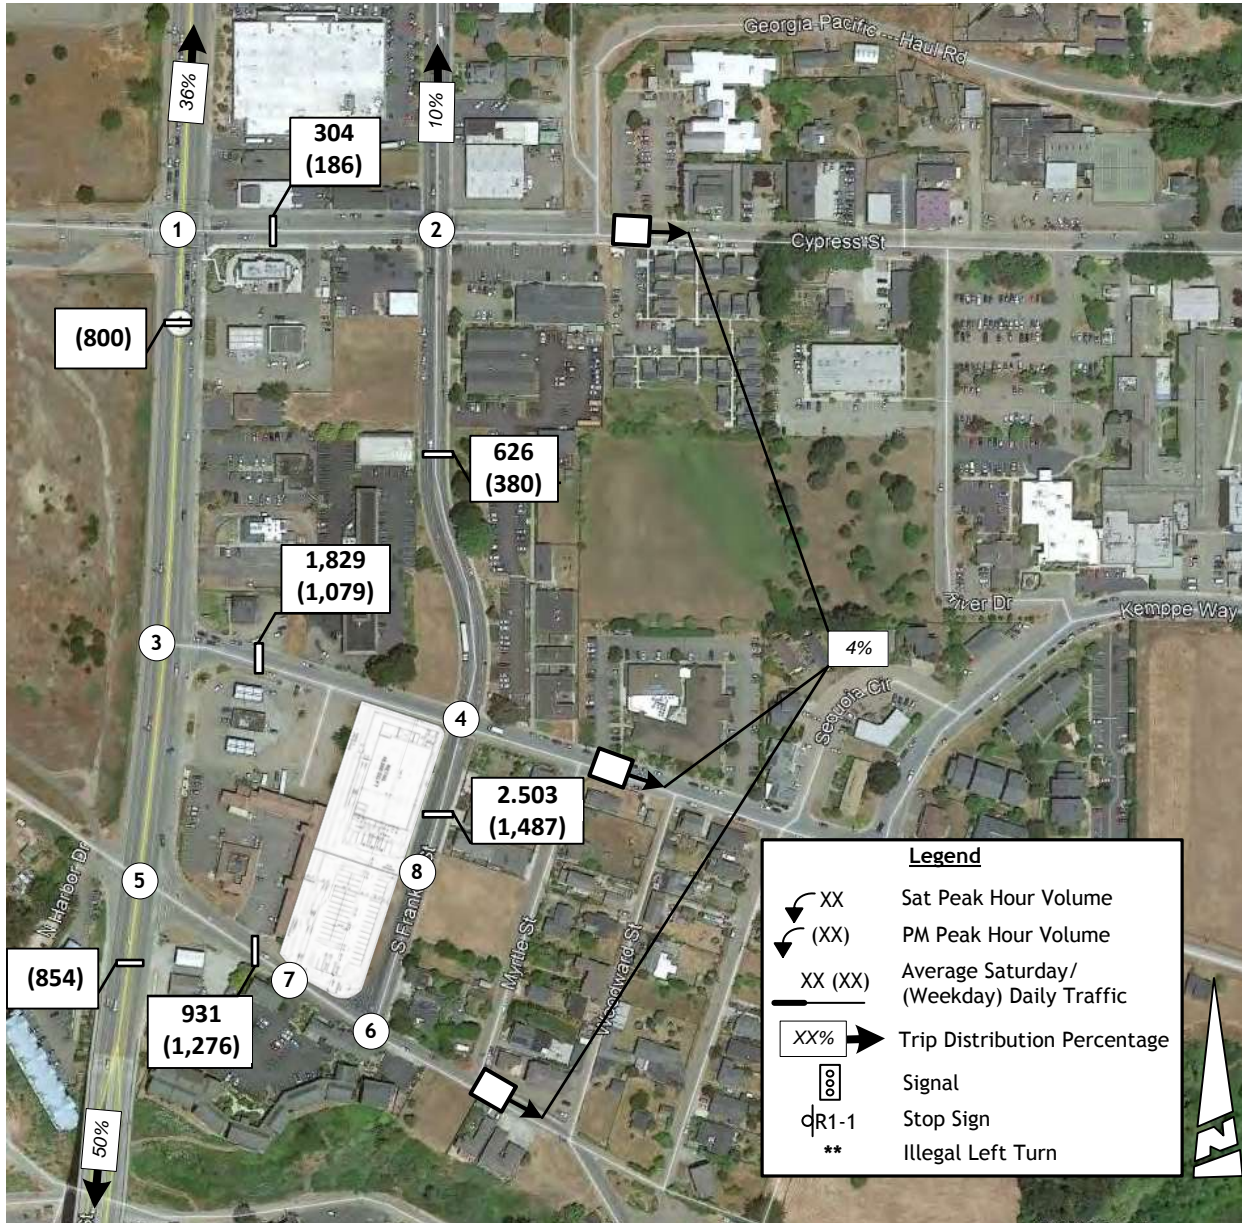 Georgia Pacific ---Haul Rd
36%
10%
304
(186)
1
2
Cypress St
(800)
626
(380)
1,829
(1,079)
River Dr
Kemppe Way
3
4%
Sequoia Cir
4
2.503
(1,487)
5
N Harbor Dr
8
S Frank
St
Myrtle St
Woodward St
(854)
7
931
(1,276)
6
50%
St
Legend
XX Sat Peak Hour Volume
(XX) PM Peak Hour Volume
XX (XX) Average Saturday/
(Weekday) Daily Traffic
XX% Trip Distribution Percentage
Signal
R1-1 Stop Sign
** Illegal Left Turn